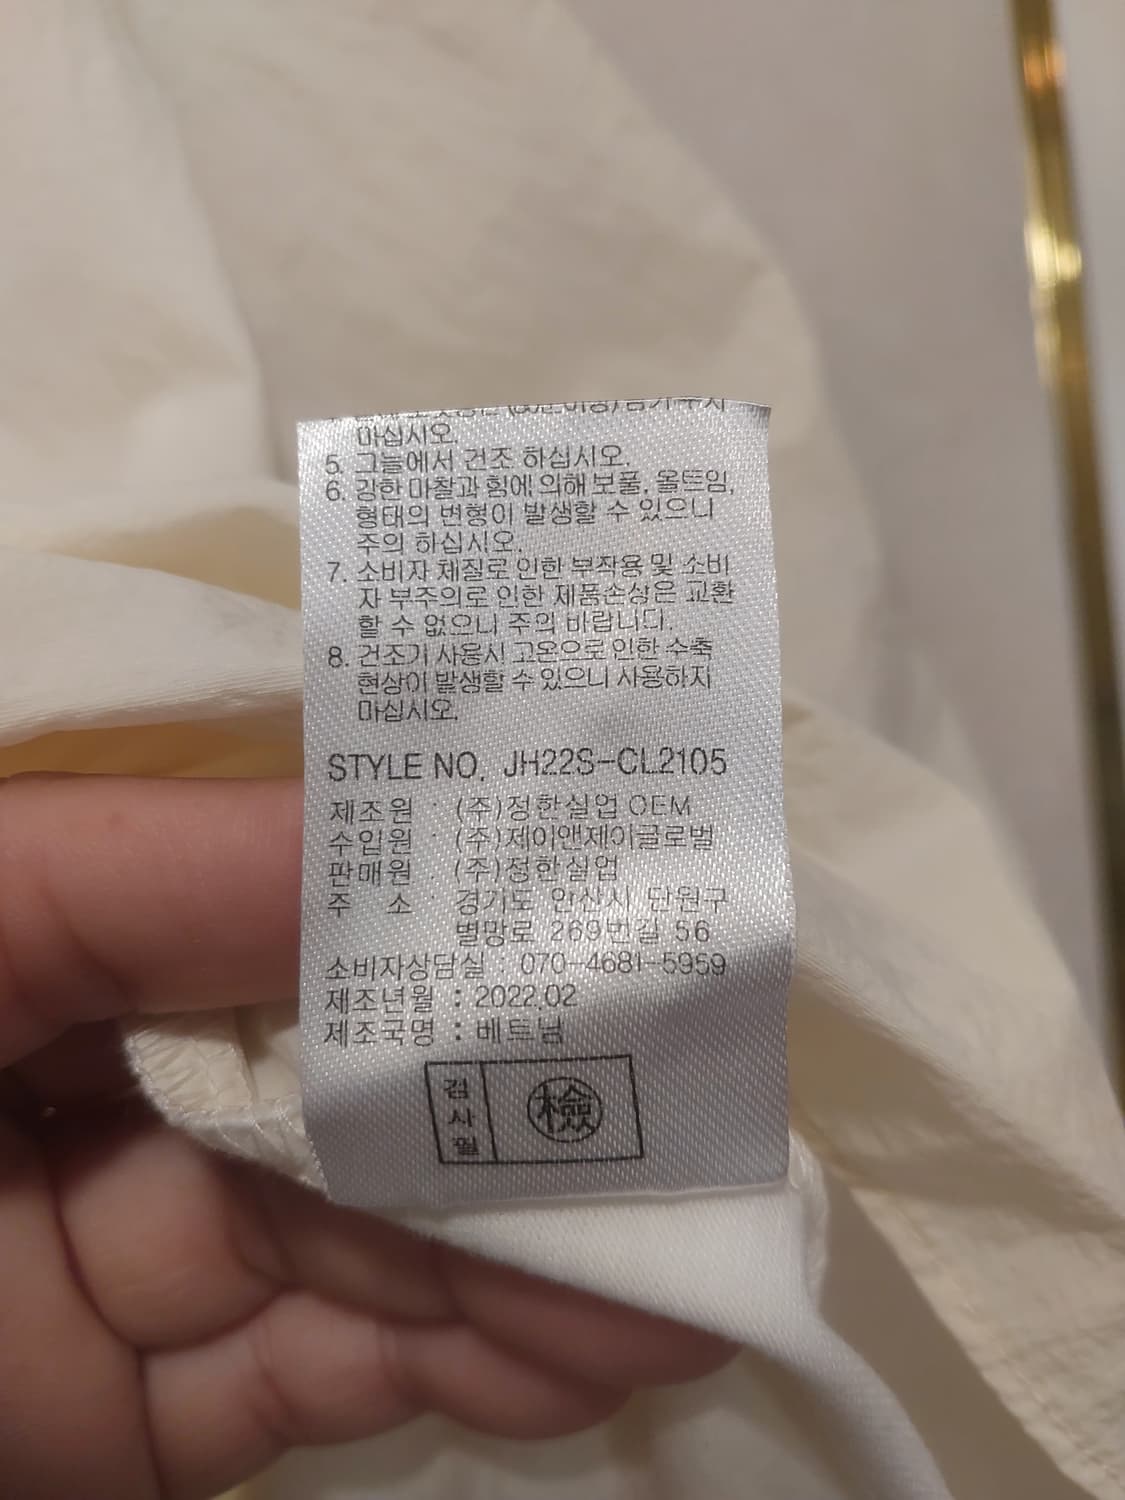 마십시오.
5. 그늘에서 건조 하십시오.
6. 강한 마찰과 힘에 의해 보풀, 올뜨임,
형태의 변형이 발생할 수 있으니
주의 하십시오.
7. 소비자 체질로 인한 부작용 및 소비
자 부주의로 인한 제품손상은 교환
할 수 없으니 주의 바랍니다.
8. 건조기 사용시 고온으로 인한 수축
현상이 발생할 수 있으니 사용하지
마십시오.
STYLE NO. JH22S-CL2105
제조원 : (주)정한실업 OEM
수입원 : (주)제이앤제이글로벌
판매원 (주)정한실업
주 소 경기도 안산시 단원구
별망로 269번길 56
소비자상담실 : 070-4681-5959
제조년월 : 2022.02
제조국명 : 베트남
검사필 檢